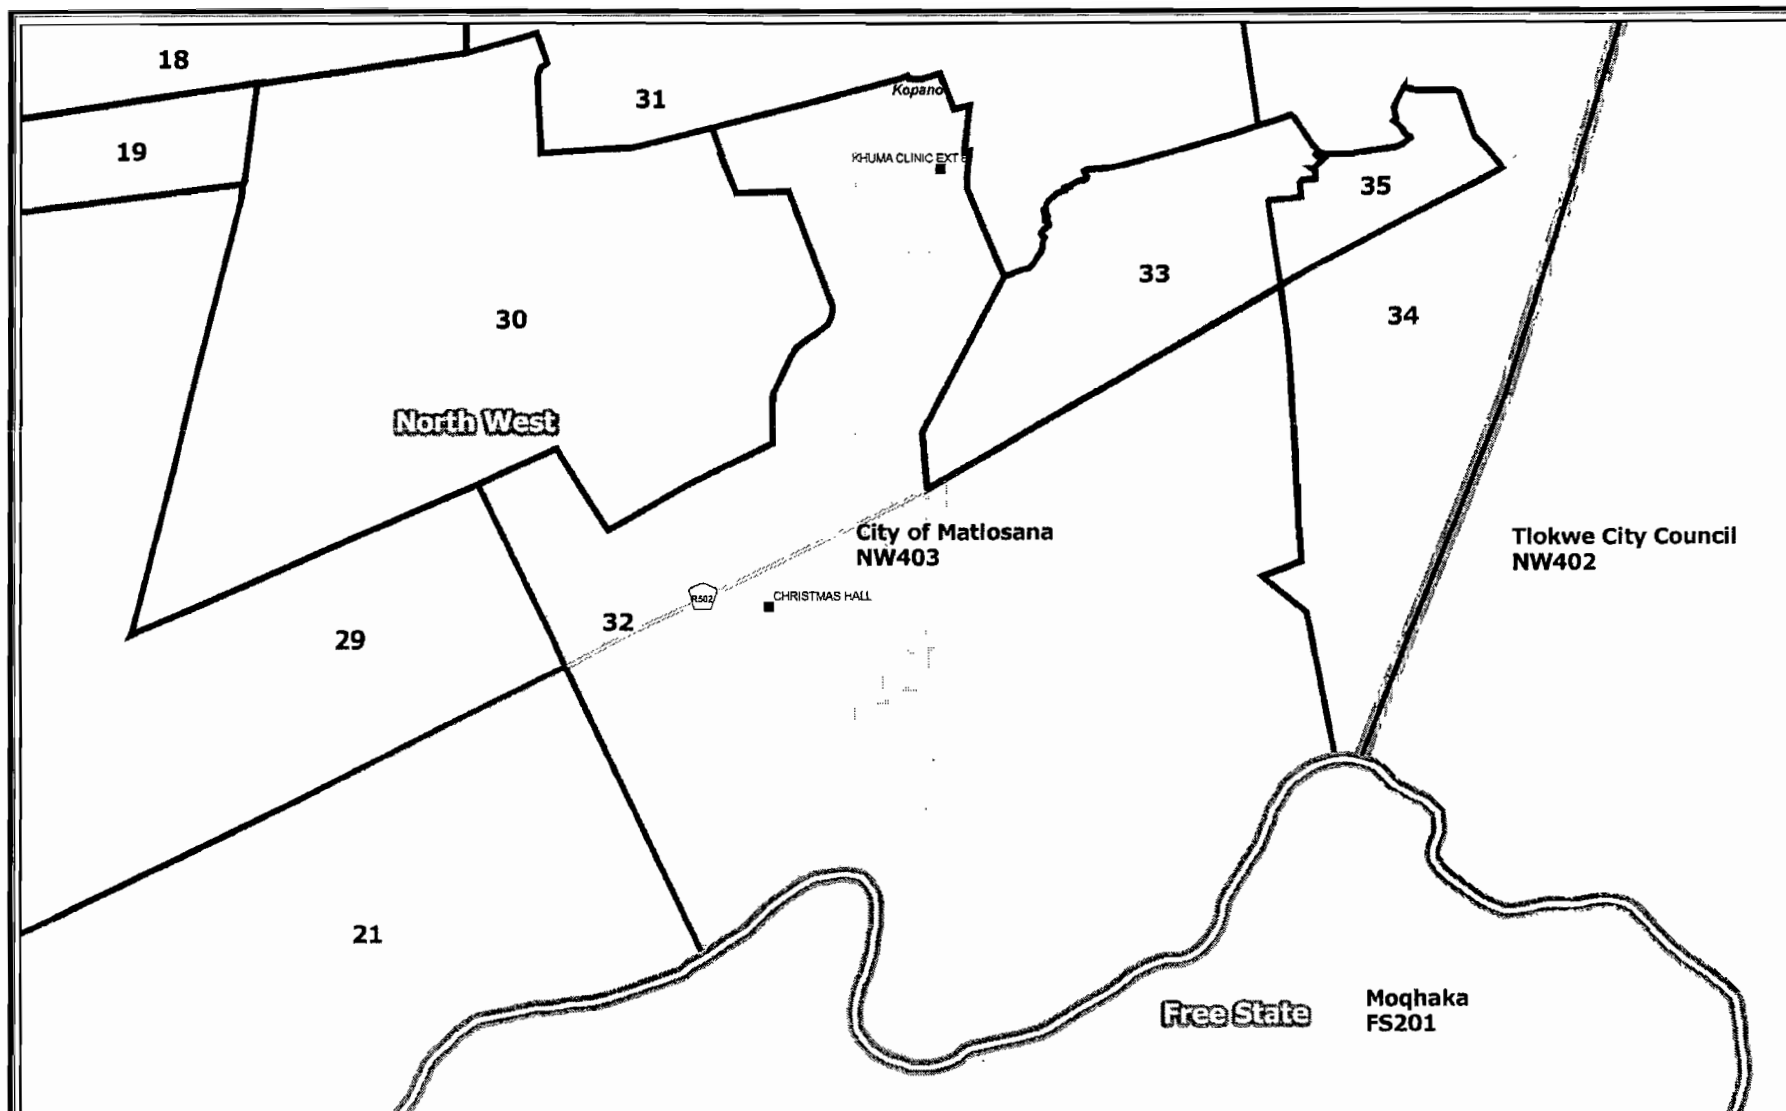 18
31
Kopano
19
KHUMA CLINIC EXT
35
33
30
34
North West
City of Matlosana
NW403
Tlokwe City Council
NW402
R502
CHRISTMAS HALL
32
29
21
Free State
Moqhaka
FS201